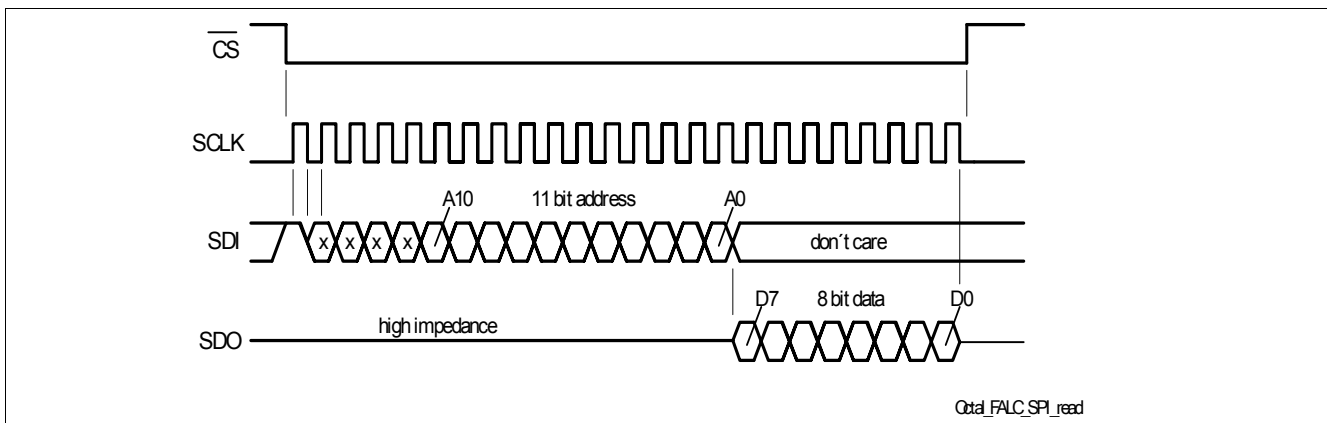 CS
SCLK
A10 11 bit address A0
SDI x x x x don´t care
D7 8 bit data D0
high impedance
SDO
Octal_FALC_SPI_read